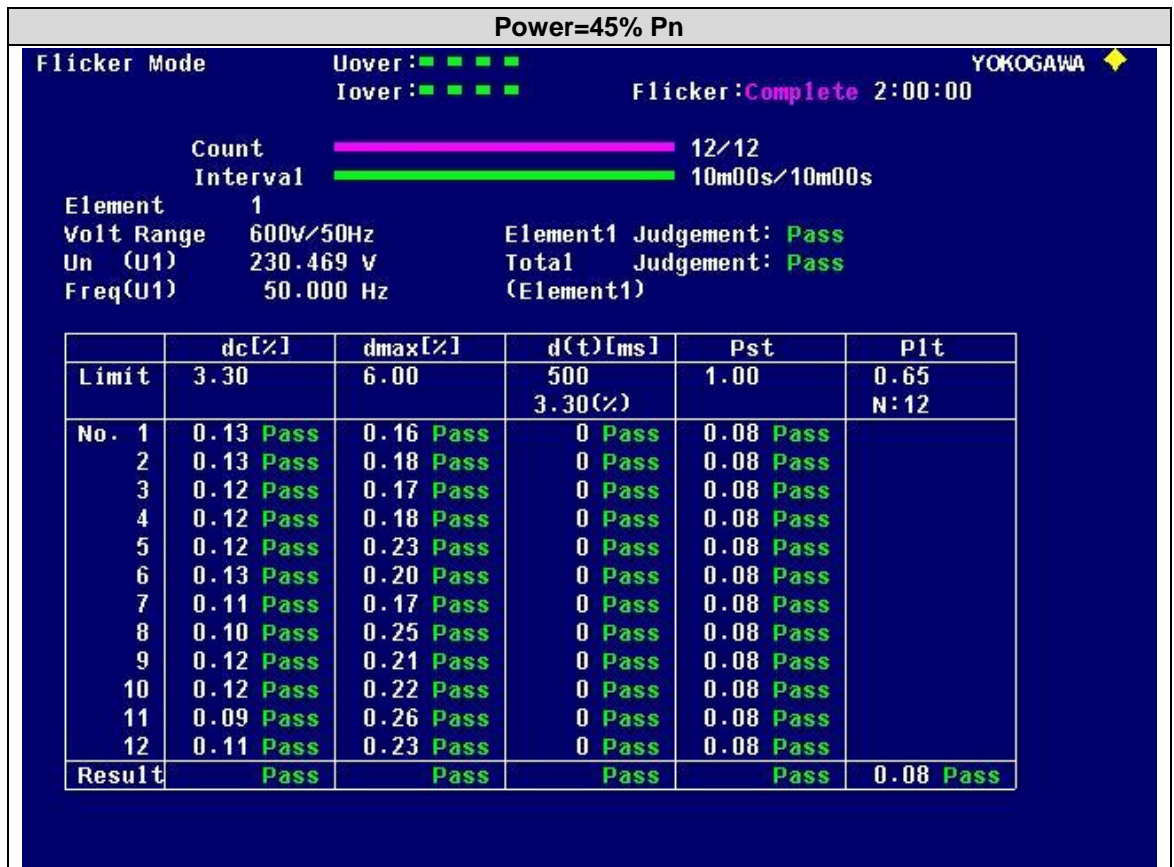 Power=45% Pn
Flicker Mode Uover: YOKOGAWA
Iover: Flicker:Complete 2:00:00
Count 12/12
Interval 10m00s/10m00s
Element 1
Volt Range 600V/50Hz Element1 Judgement: Pass
Un (U1) 230.469 V Total Judgement: Pass
Freq(U1) 50.000 Hz (Element1)
dc[%] dmax[%] d(t)[ms] Pst Plt
Limit 3.30 6.00 500 1.00 0.65
3.30(%) N:12
No. 1 0.13 Pass 0.16 Pass 0 Pass 0.08 Pass
2 0.13 Pass 0.18 Pass 0 Pass 0.08 Pass
3 0.12 Pass 0.17 Pass 0 Pass 0.08 Pass
4 0.12 Pass 0.18 Pass 0 Pass 0.08 Pass
5 0.12 Pass 0.23 Pass 0 Pass 0.08 Pass
6 0.13 Pass 0.20 Pass 0 Pass 0.08 Pass
7 0.11 Pass 0.17 Pass 0 Pass 0.08 Pass
8 0.10 Pass 0.25 Pass 0 Pass 0.08 Pass
9 0.12 Pass 0.21 Pass 0 Pass 0.08 Pass
10 0.12 Pass 0.22 Pass 0 Pass 0.08 Pass
11 0.09 Pass 0.26 Pass 0 Pass 0.08 Pass
12 0.11 Pass 0.23 Pass 0 Pass 0.08 Pass
Result Pass Pass Pass Pass 0.08 Pass